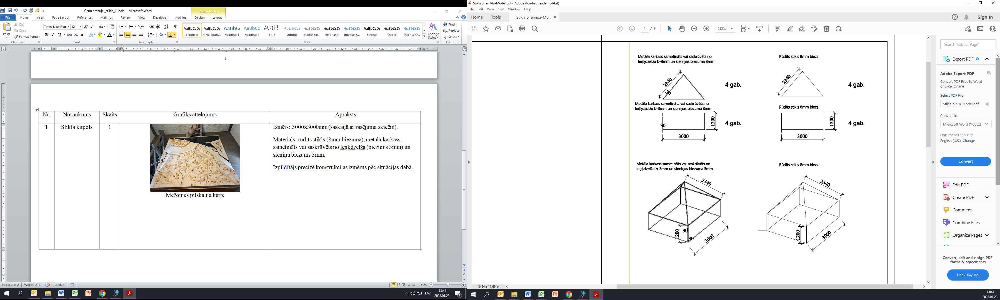 Cenu aptauja _stikla_kupols - Microsoft Word
Table Tools
File Home Insert Page Layout References Mailings Review View Developer Add-Ins Design Layout
Paste
Cut
Copy
Format Painter
Clipboard
Times New Rom 12
Font
Paragraph
AaBbCcDc AaBbCcDc AaBbC AaBbCc AaBl AaBbCcl AaBbCcDc AaBbCcDc AaBbCcDc AaBbCcDc AaBbCcDc AaBbCcDc
¶ Normal ¶ No Spaci... Heading 1 Heading 2 Title Subtitle Subtle Em... Emphasis Intense E... Strong Quote Intense Q...
Change
Styles
Styles
Find
Replace
Select
Editing
1
Nr. Nosaukums Skaits Grafiks attēlojums Apraksts
1 Stikla kupols 1
Mežotnes pilskalna karte
Izmērs: 3000x3000mm (saskaņā ar rasējuma skicēm).
Materiāls: rūdīts stikls (8mm biezuma), metāla karkass,
sametināts vai saskrūvēts no leņķdzelža (biezums 3mm) un
sieniņu biezums 3mm.
Izpildītājs precizē konstrukcijas izmērus pēc situācijas dabā.
Page: 2 of 2 Words: 214 Latvian 130%
LAV 13:44
2023.01.23.
Stikla piramīda-Model.pdf - Adobe Acrobat Reader (64-bit)
File Edit View Sign Window Help
Home Tools Stikla piramīda-Mo... Sign In
1 / 1 125%
Metāla karkass sametināts vai saskrūvēts no
leņķdzelža b-3mm un sieniņas biezuma 3mm
2340
30
4 gab.
Rūdīts stikls 8mm biezs
2340
4 gab.
Metāla karkass sametināts vai saskrūvēts no
leņķdzelža b-3mm un sieniņas biezuma 3mm
30
1200
3000
4 gab.
Rūdīts stikls 8mm biezs
1200
3000
4 gab.
Metāla karkass sametināts vai saskrūvēts no
leņķdzelža b-3mm un sieniņas biezuma 3mm
2340
1200
30
30
3000
Rūdīts stikls 8mm biezs
2340
1200
3000
16,54 x 11,69 in
Search 'Extract Page'
Export PDF
Adobe Export PDF
Convert PDF Files to Word
or Excel Online
Select PDF File
Stikla pir...a-Model.pdf
Convert to
Microsoft Word (*.docx)
Document Language:
English (U.S.) Change
Convert
Edit PDF
Create PDF
Comment
Combine Files
Organize Pages
Convert, edit and e-sign PDF
forms & agreements
Free 7-Day Trial
13:44
2023.01.23.